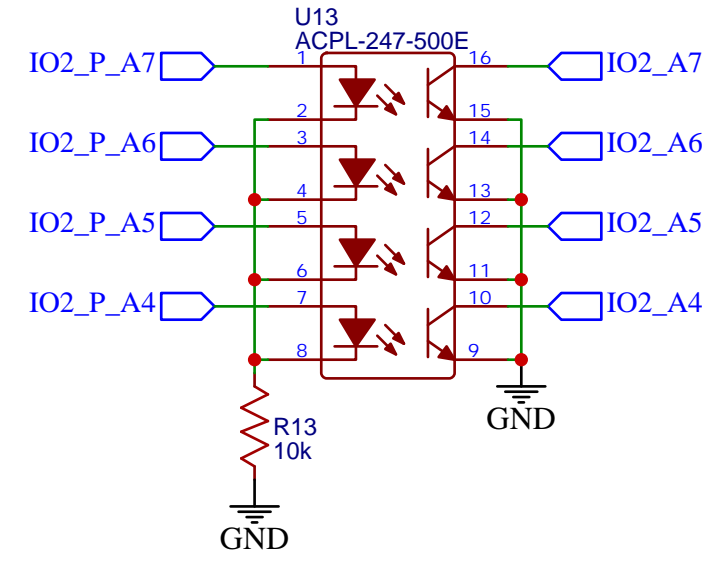 U13
ACPL-247-500E
IO2_P_A7 1 16 IO2_A7
2 15
IO2_P_A6 3 14 IO2_A6
4 13
IO2_P_A5 5 12 IO2_A5
6 11
IO2_P_A4 7 10 IO2_A4
8 9
R13
10k
GND
GND